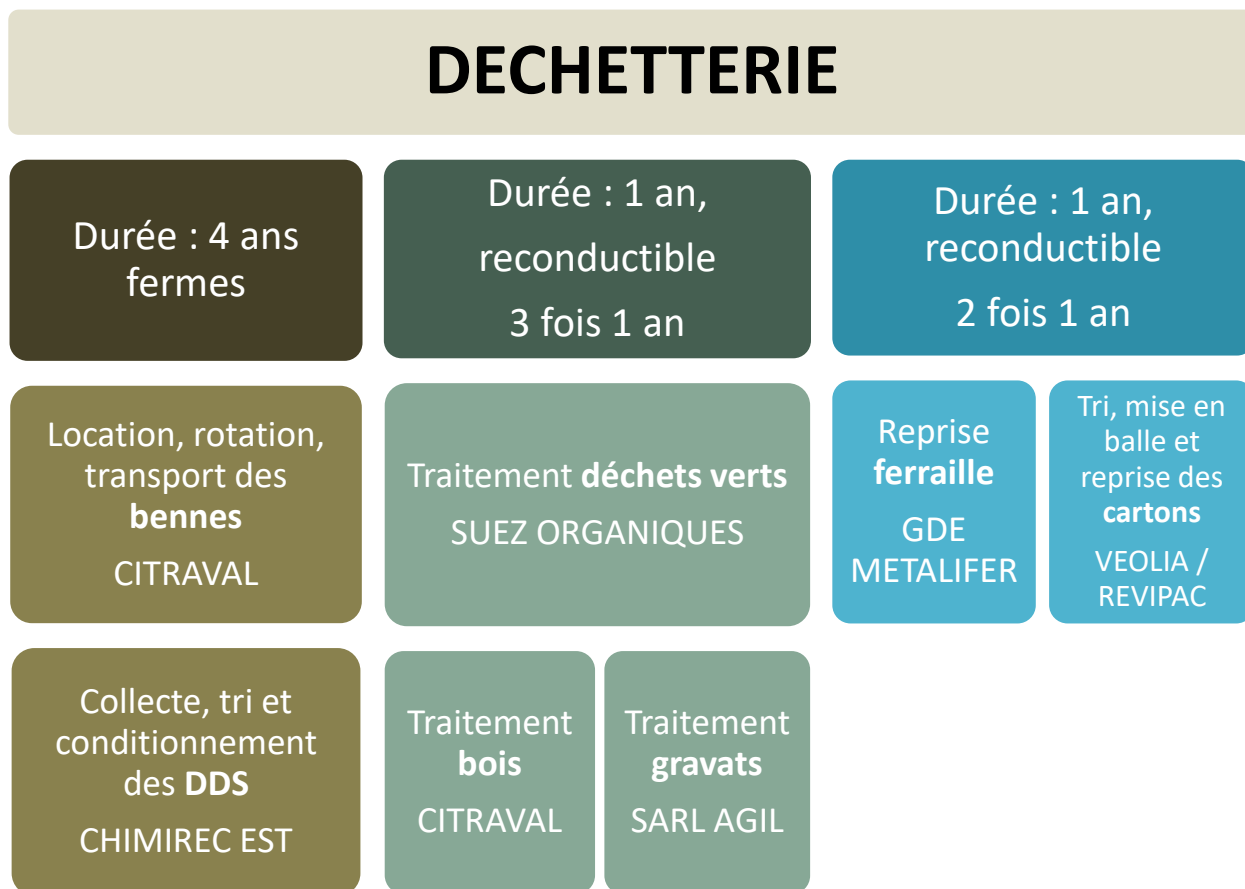 DECHETTERIE
Durée : 4 ans
fermes
Durée : 1 an,
reconductible
3 fois 1 an
Durée : 1 an,
reconductible
2 fois 1 an
Location, rotation,
transport des
bennes
CITRAVAL
Traitement déchets verts
SUEZ ORGANIQUES
Reprise
ferraille
GDE
METALIFER
Tri, mise en
balle et
reprise des
cartons
VEOLIA /
REVIPAC
Collecte, tri et
conditionnement
des DDS
CHIMIREC EST
Traitement
bois
CITRAVAL
Traitement
gravats
SARL AGIL